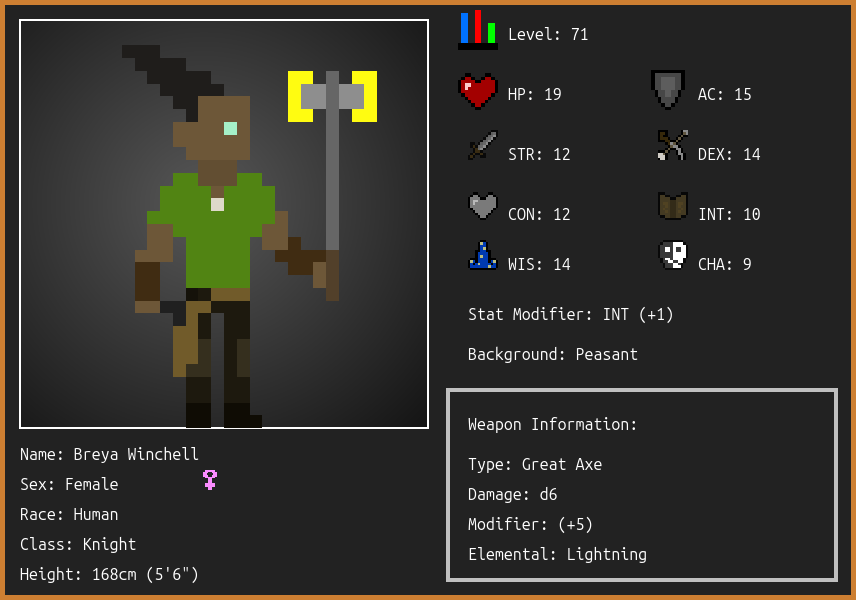 Level: 71
HP: 19
AC: 15
STR: 12
DEX: 14
CON: 12
INT: 10
WIS: 14
CHA: 9
Stat Modifier: INT (+1)
Background: Peasant
Weapon Information:
Type: Great Axe
Damage: d6
Modifier: (+5)
Elemental: Lightning
Name: Breya Winchell
Sex: Female
Race: Human
Class: Knight
Height: 168cm (5'6")